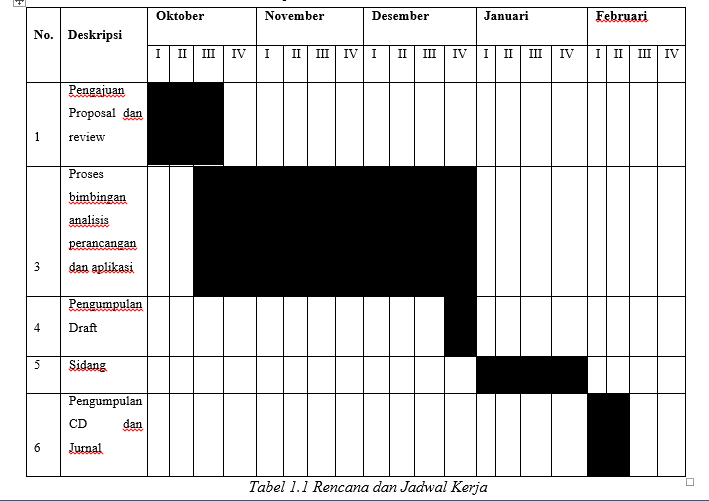 No. Deskripsi Oktober November Desember Januari Februari
I II III IV I II III IV I II III IV I II III IV I II III IV
1 Pengajuan
Proposal dan
review
3 Proses
bimbingan
analisis
perancangan
dan aplikasi
4 Pengumpulan
Draft
5 Sidang
6 Pengumpulan
CD dan
Jurnal
Tabel 1.1 Rencana dan Jadwal Kerja